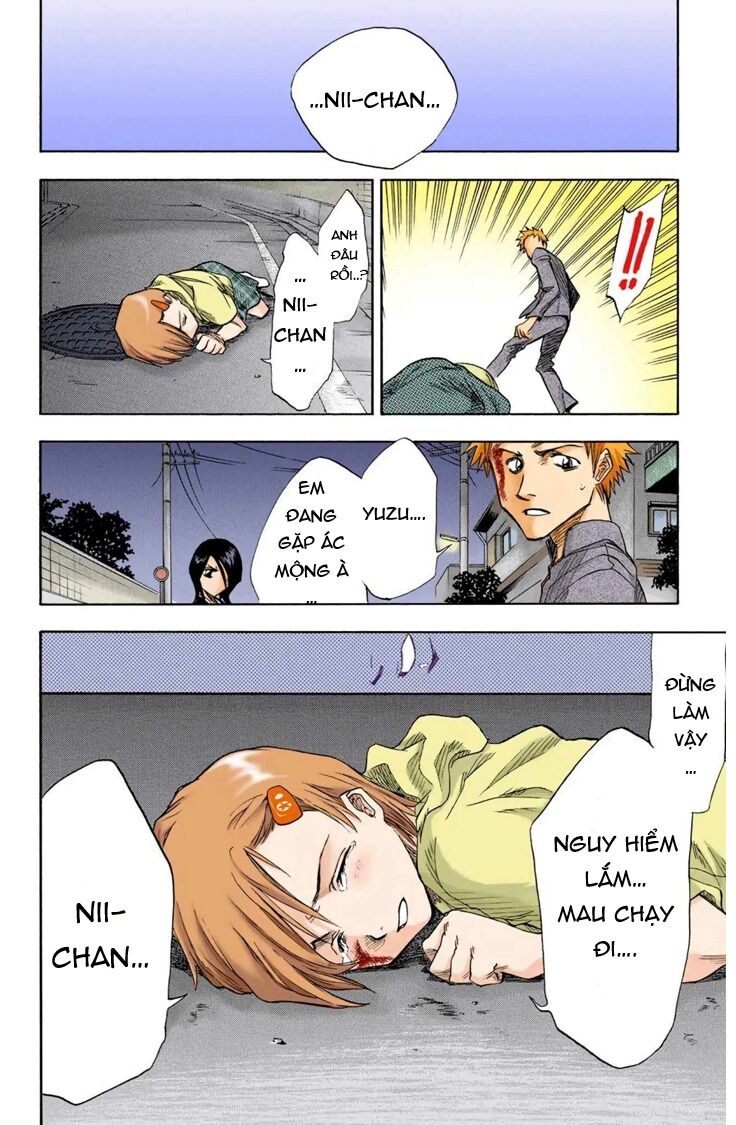 ...NII-CHAN...
!!
ANH
ĐÂU
RỒI..?
...
NII-
CHAN
...
YUZU....
EM
ĐANG
GẶP ÁC
MỘNG À
...
ĐỪNG
LÀM
VẬY
...
NGUY HIỂM
LẮM...
MAU CHẠY
ĐI....
NII-
CHAN...